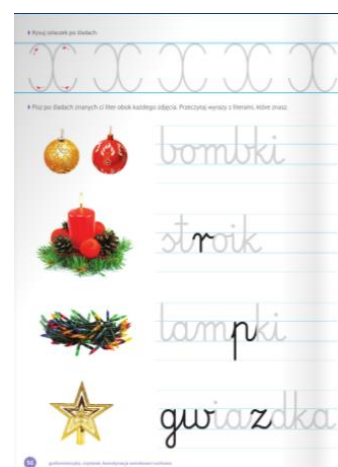 Rysuj szlaczek po śladach.
Pisz po śladach znanych ci liter obok każdego zdjęcia. Przeczytaj wyrazy z literami, które znasz.
bombki
stroik
lampki
gwiazdka